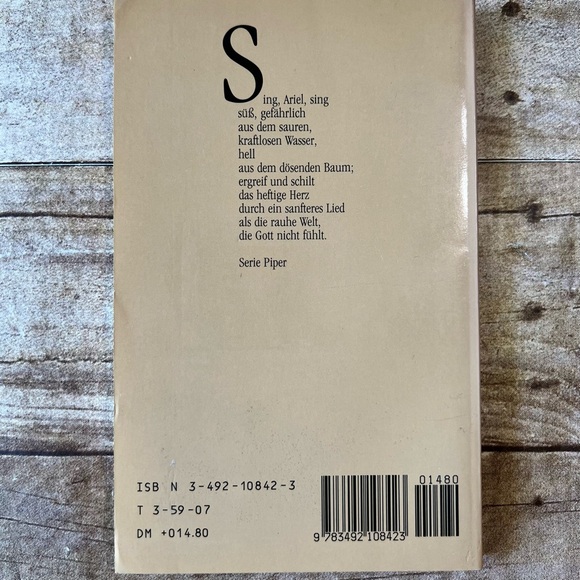 Sing, Ariel, sing
süß, gefährlich
aus dem sauren,
kraftlosen Wasser,
hell
aus dem dösenden Baum;
ergreif und schilt
das heftige Herz
durch ein sanfteres Lied
als die rauhe Welt,
die Gott nicht fühlt.
Serie Piper
ISB N 3-492-10842-3
T 3-59-07
DM +014.80
01480
9 783492 108423